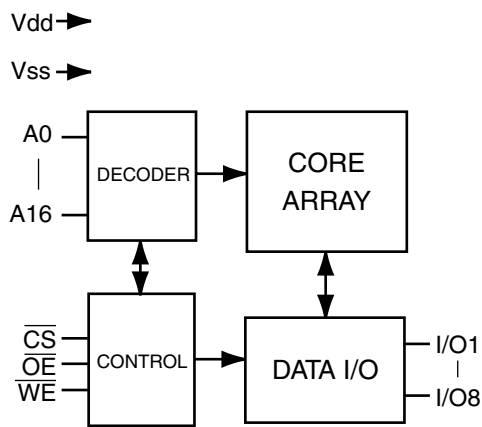 Vdd
Vss
A0
A16
DECODER
CORE
ARRAY
CS
OE
WE
CONTROL
DATA I/O
I/O1
I/O8